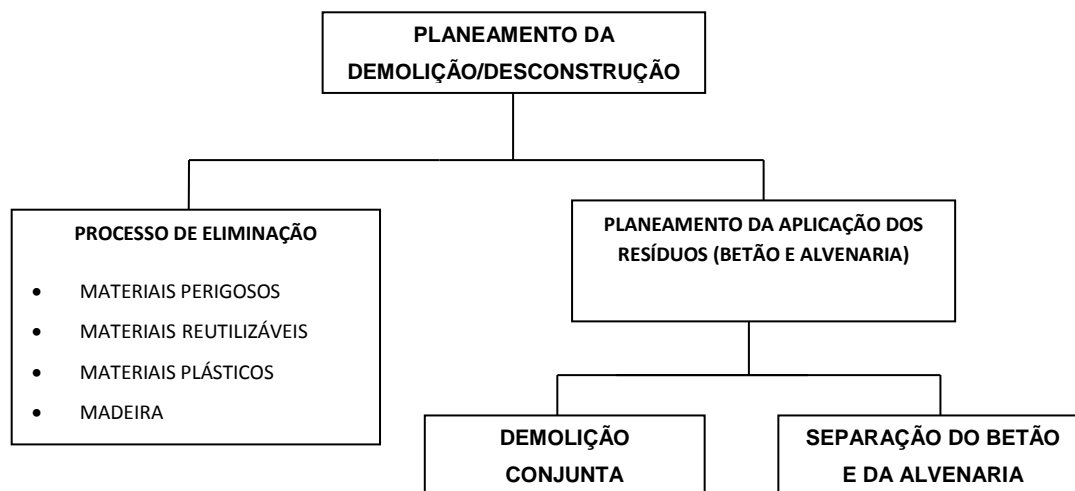 PLANEAMENTO DA
DEMOLIÇÃO/DESCONSTRUÇÃO
PROCESSO DE ELIMINAÇÃO
• MATERIAIS PERIGOSOS
• MATERIAIS REUTILIZÁVEIS
• MATERIAIS PLÁSTICOS
• MADEIRA
PLANEAMENTO DA APLICAÇÃO DOS
RESÍDUOS (BETÃO E ALVENARIA)
DEMOLIÇÃO
CONJUNTA
SEPARAÇÃO DO BETÃO
E DA ALVENARIA